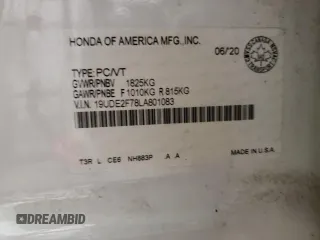 HONDA OF AMERICA MFG., INC.
06/20
TYPE: PC/VT
GVWR/PNBV 1825KG
GAWR/PNBE F 1010KG R 815KG
V.I.N. 19UDE2F78LA801083
T3R L CE6 NH883P A A
MADE IN U.S.A.
DREAMBID